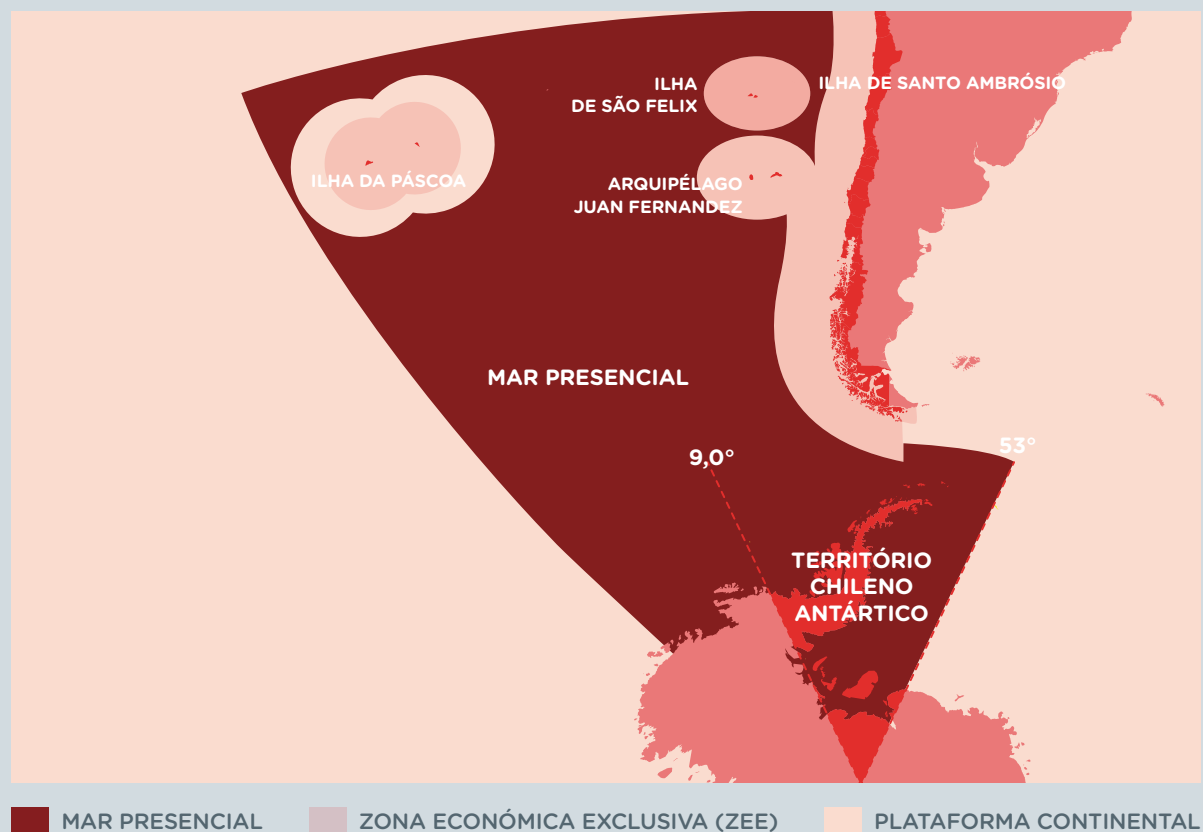 ILHA
DE SÃO FELIX
ILHA DE SANTO AMBRÓSIO
ILHA DA PÁSCOA
ARQUIPÉLAGO
JUAN FERNANDEZ
MAR PRESENCIAL
9,0°
53°
TERRITÓRIO
CHILENO
ANTÁRTICO
MAR PRESENCIAL
ZONA ECONÓMICA EXCLUSIVA (ZEE)
PLATAFORMA CONTINENTAL